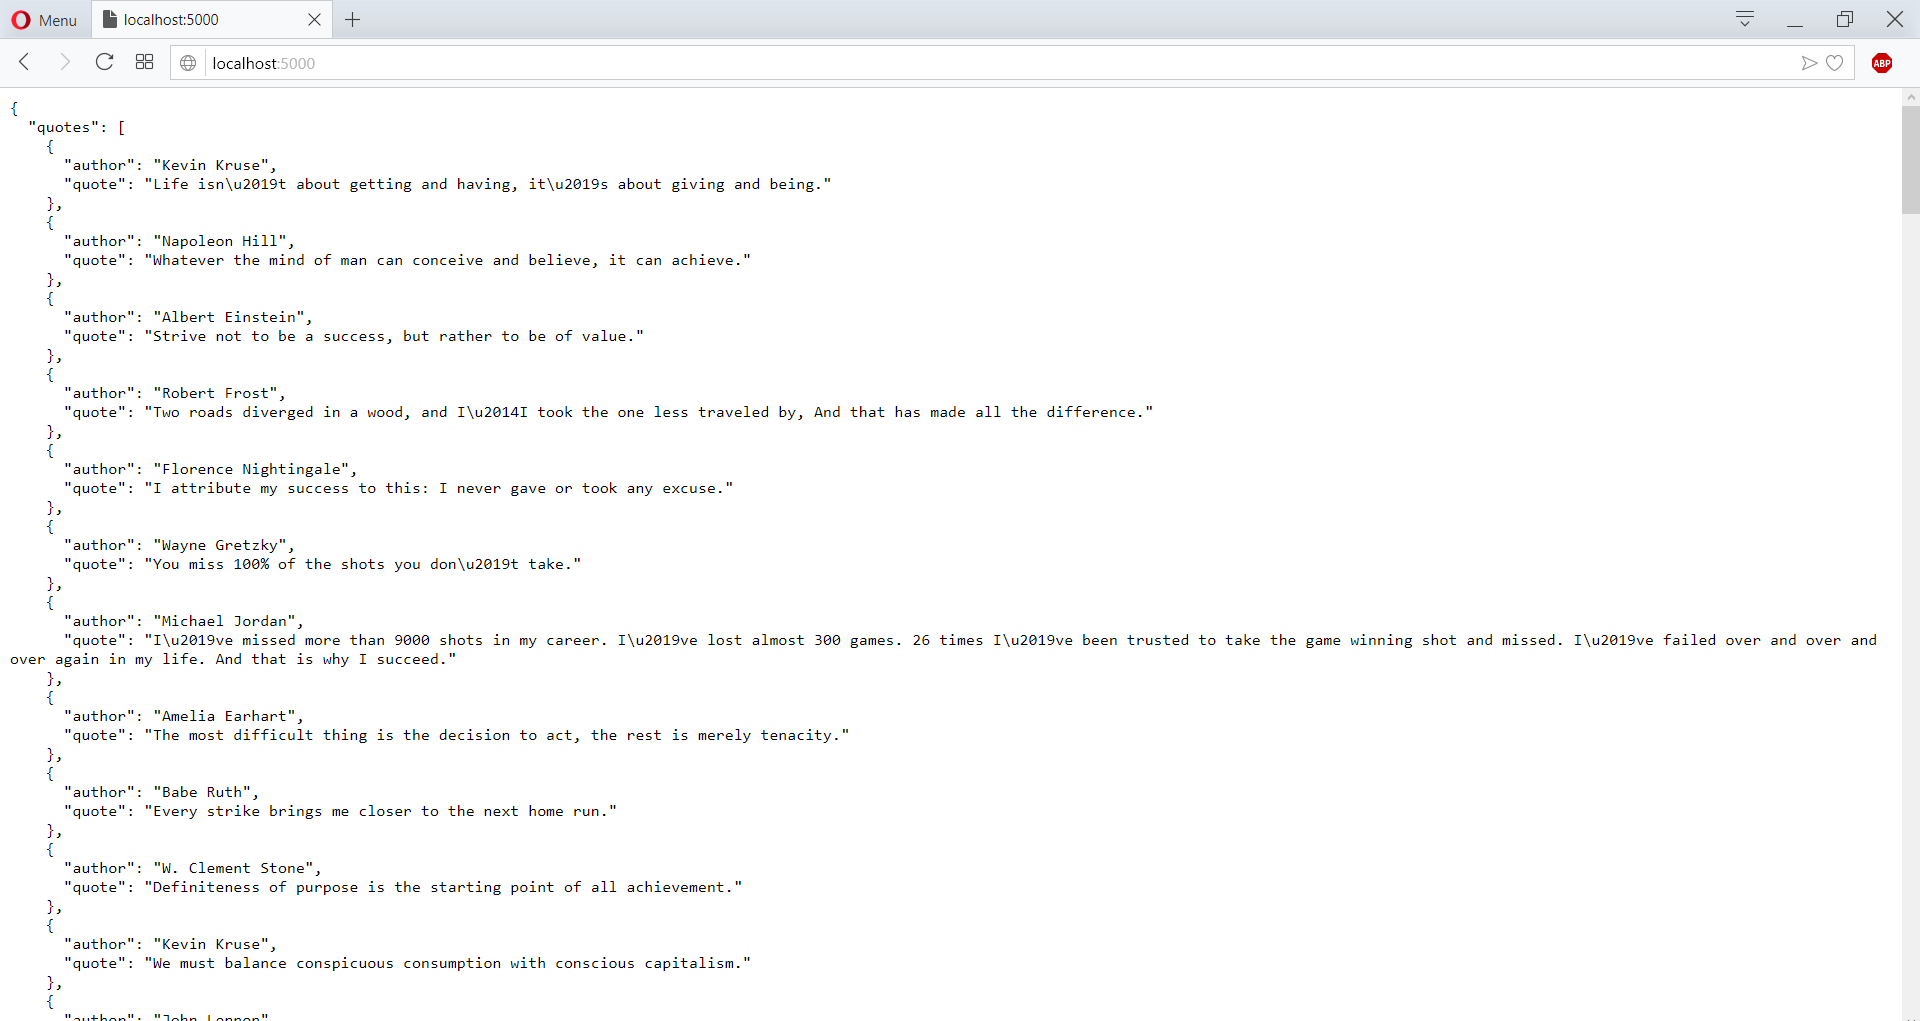 Menu
localhost:5000
localhost:5000
ABP
{
  "quotes": [
    {
      "author": "Kevin Kruse",
      "quote": "Life isn\u2019t about getting and having, it\u2019s about giving and being."
    },
    {
      "author": "Napoleon Hill",
      "quote": "Whatever the mind of man can conceive and believe, it can achieve."
    },
    {
      "author": "Albert Einstein",
      "quote": "Strive not to be a success, but rather to be of value."
    },
    {
      "author": "Robert Frost",
      "quote": "Two roads diverged in a wood, and I\u2014I took the one less traveled by, And that has made all the difference."
    },
    {
      "author": "Florence Nightingale",
      "quote": "I attribute my success to this: I never gave or took any excuse."
    },
    {
      "author": "Wayne Gretzky",
      "quote": "You miss 100% of the shots you don\u2019t take."
    },
    {
      "author": "Michael Jordan",
      "quote": "I\u2019ve missed more than 9000 shots in my career. I\u2019ve lost almost 300 games. 26 times I\u2019ve been trusted to take the game winning shot and missed. I\u2019ve failed over and over and
over again in my life. And that is why I succeed."
    },
    {
      "author": "Amelia Earhart",
      "quote": "The most difficult thing is the decision to act, the rest is merely tenacity."
    },
    {
      "author": "Babe Ruth",
      "quote": "Every strike brings me closer to the next home run."
    },
    {
      "author": "W. Clement Stone",
      "quote": "Definiteness of purpose is the starting point of all achievement."
    },
    {
      "author": "Kevin Kruse",
      "quote": "We must balance conspicuous consumption with conscious capitalism."
    },
    {
      "author": "John Lennon"